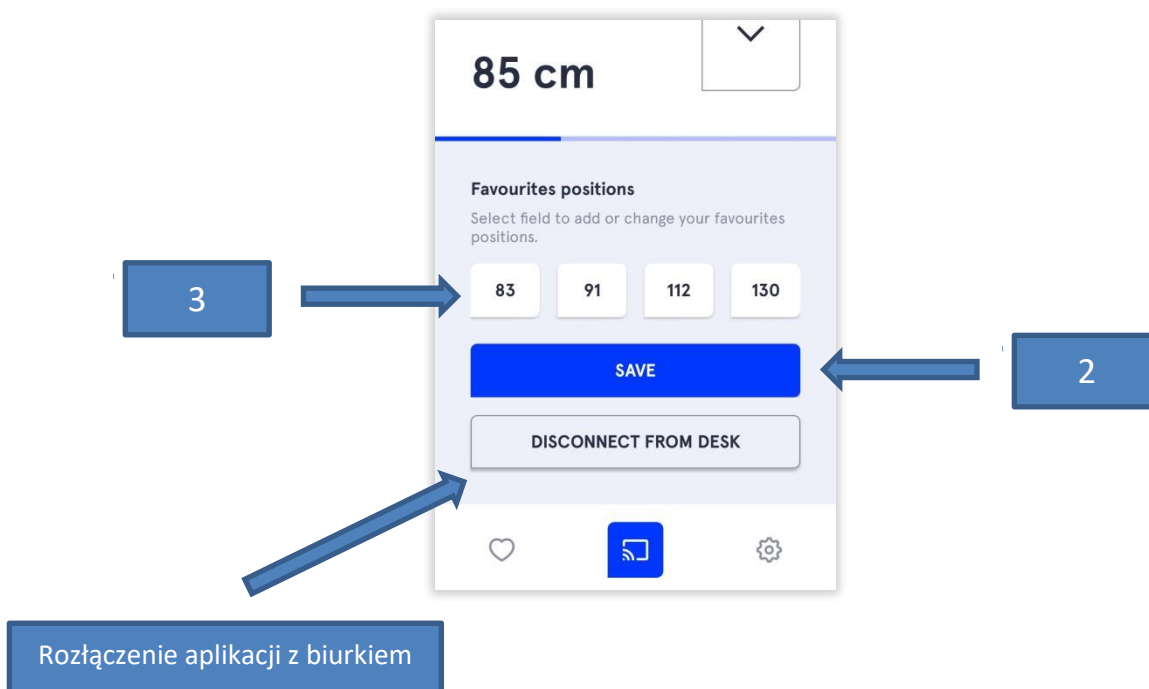 85 cm
Favourites positions
Select field to add or change your favourites
positions.
83 91 112 130
3
SAVE
2
DISCONNECT FROM DESK
Rozłączenie aplikacji z biurkiem